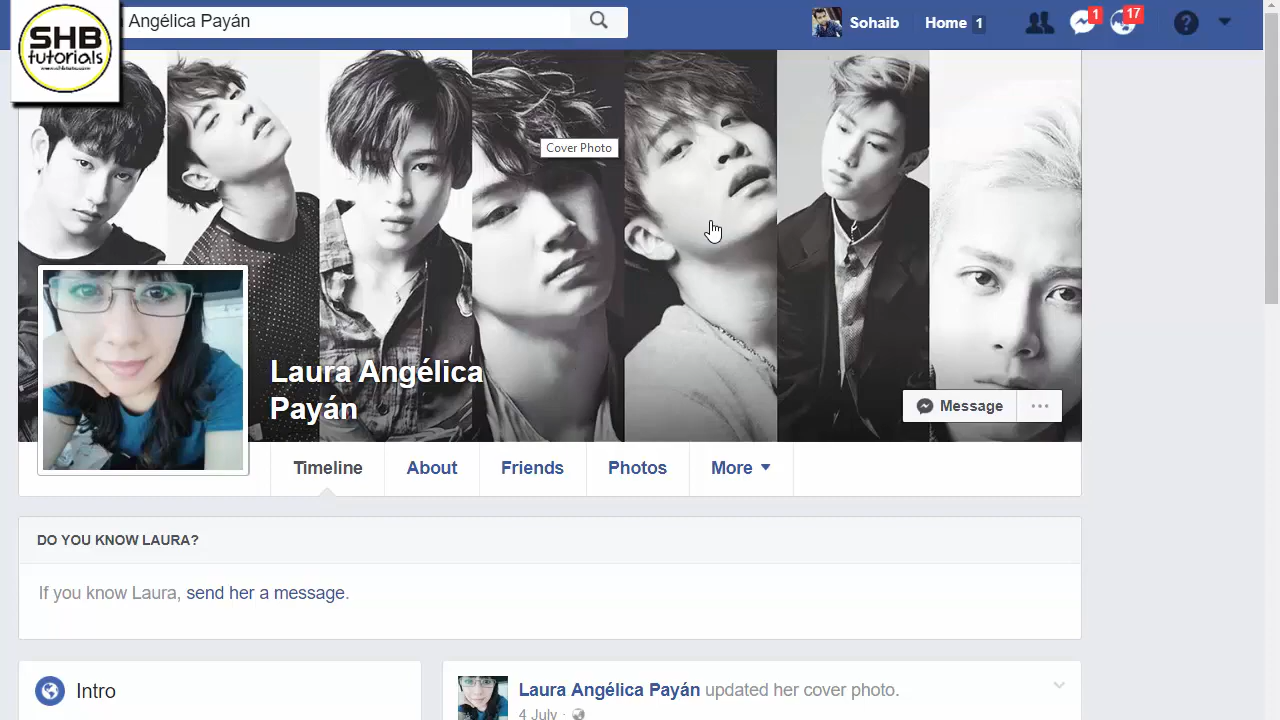 SHB
tutorials
Angélica Payán
Sohaib
Home 1
1
17
?
Cover Photo
Laura Angélica
Payán
Message
Timeline
About
Friends
Photos
More
DO YOU KNOW LAURA?
If you know Laura, send her a message.
Intro
Laura Angélica Payán updated her cover photo.
4 July ·